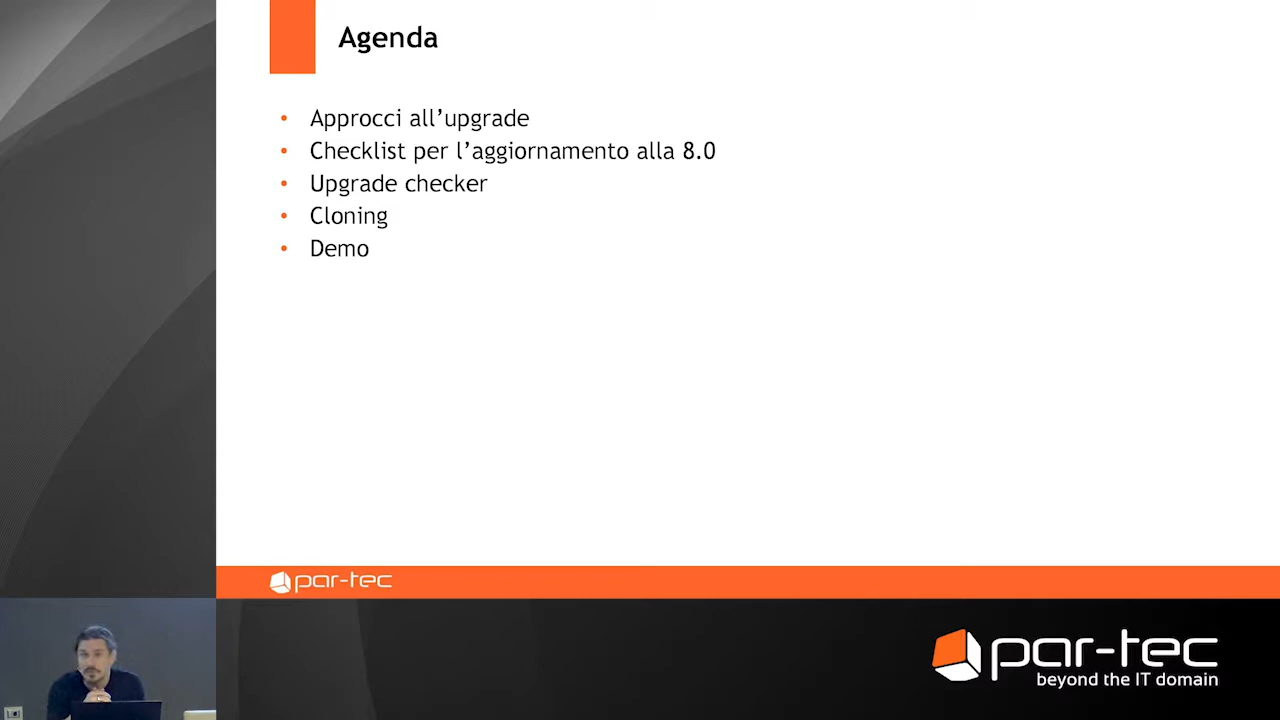 Agenda
• Approcci all’upgrade
• Checklist per l’aggiornamento alla 8.0
• Upgrade checker
• Cloning
• Demo
par-tec
par-tec
beyond the IT domain